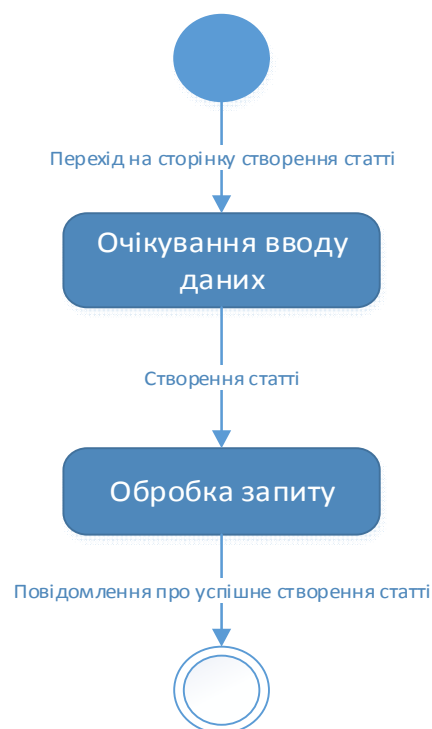 Перехід на сторінку створення статті
Очікування вводу
даних
Створення статті
Обробка запиту
Повідомлення про успішне створення статті